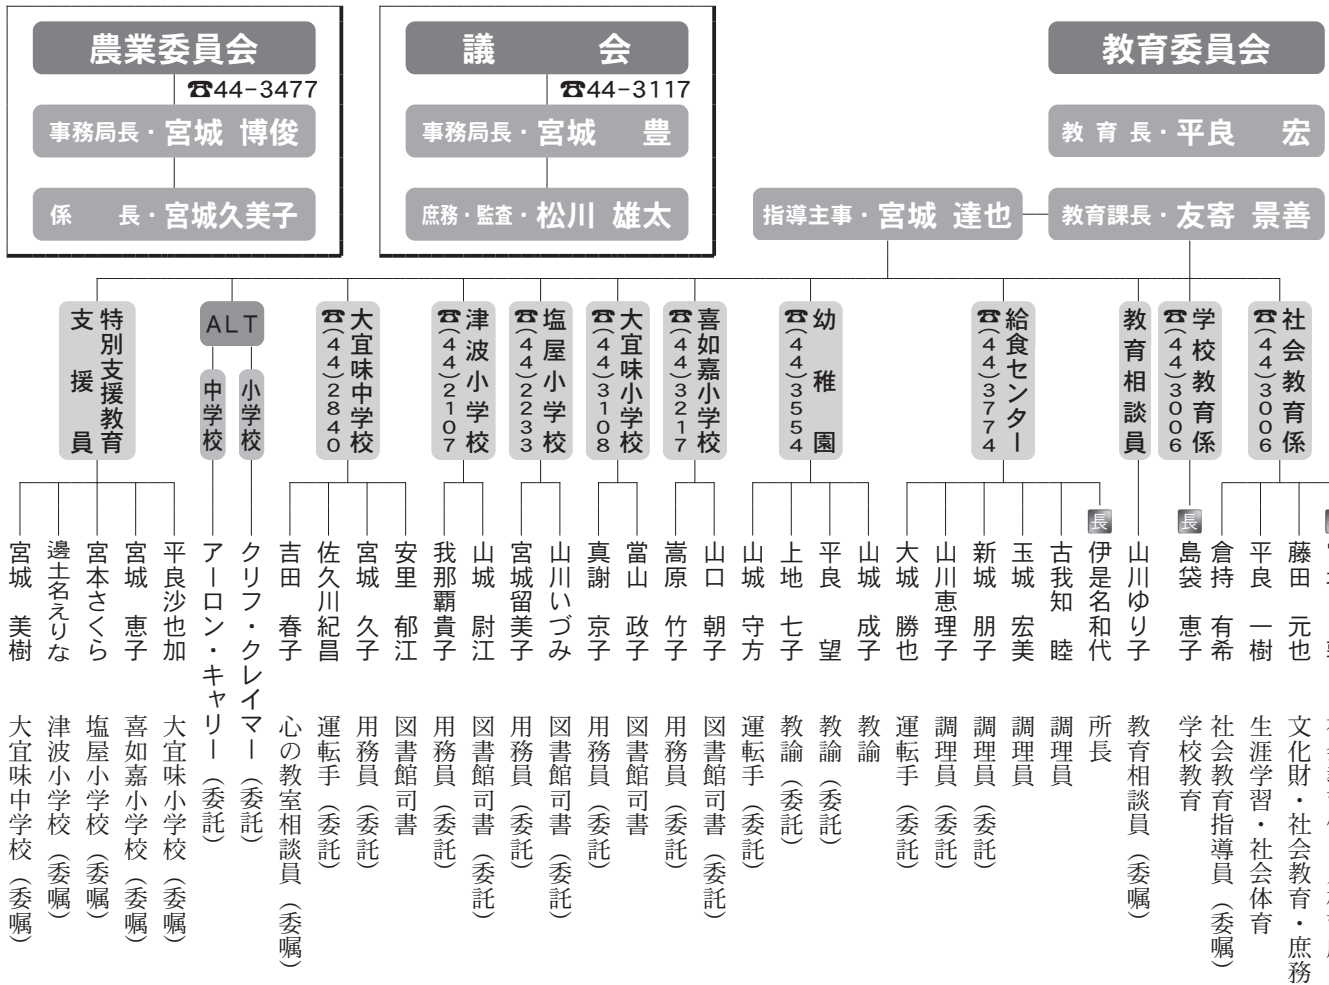 農業委員会
☎44-3477
事務局長・宮城 博俊
係 長・宮城久美子
議 会
☎44-3117
事務局長・宮城 豊
庶務・監査・松川 雄太
教育委員会
教育長・平良 宏
指導主事・宮城 達也
教育課長・友寄 景善
社会教育係
☎(44)3006
藤田 元也 文化財・社会教育・庶務
平良 一樹 生涯学習・社会体育
倉持 有希 社会教育指導員(委嘱)
学校教育係
☎(44)3006
長 島袋 恵子 学校教育
教育相談員
山川ゆり子 教育相談員(委嘱)
給食センター
☎(44)3774
長 伊是名和代 所長
古我知 睦 調理員
玉城 宏美 調理員
新城 朋子 調理員(委託)
山川恵理子 調理員(委託)
大城 勝也 運転手(委託)
幼稚園
☎(44)3554
山城 成子 教諭
平良 望 教諭(委託)
上地 七子 教諭(委託)
山城 守方 運転手(委託)
喜如嘉小学校
☎(44)3217
山口 朝子 図書館司書(委託)
嵩原 竹子 用務員(委託)
大宜味小学校
☎(44)3108
當山 政子 図書館司書
真謝 京子 用務員(委託)
塩屋小学校
☎(44)2233
山川いづみ 図書館司書(委託)
宮城留美子 用務員(委託)
津波小学校
☎(44)2107
山城 尉江 図書館司書(委託)
我那覇貴子 用務員(委託)
大宜味中学校
☎(44)2840
安里 郁江 図書館司書
宮城 久子 用務員(委託)
佐久川紀昌 運転手(委託)
吉田 春子 心の教室相談員(委嘱)
ALT
小学校
クリフ・クレイマー(委託)
中学校
アーロン・キャリー(委託)
特別支援教育
支援員
平良沙也加 大宜味小学校(委嘱)
宮城 恵子 喜如嘉小学校(委嘱)
宮本さくら 塩屋小学校(委嘱)
邊土名えりな 津波小学校(委嘱)
宮城 美樹 大宜味中学校(委嘱)